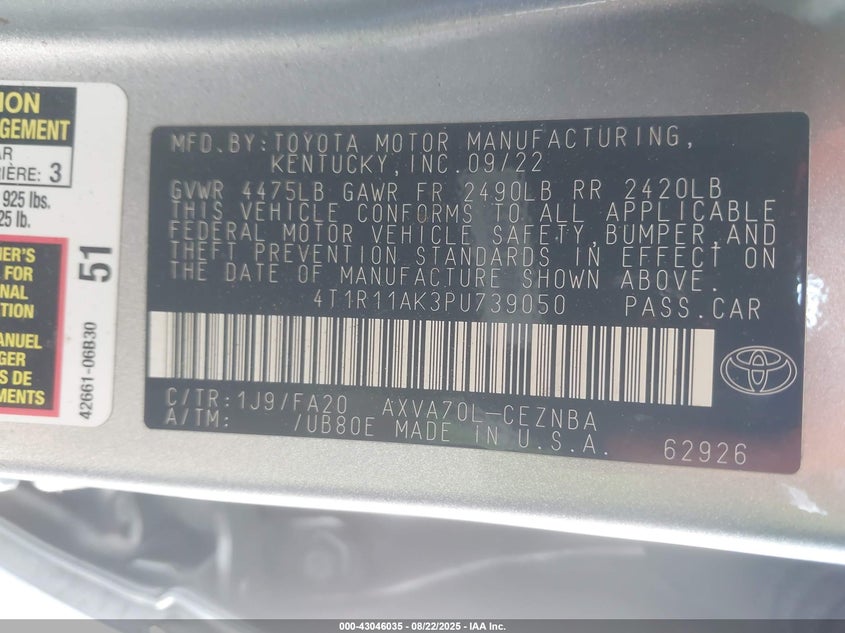 ION
GEMENT
AR
RIÈRE: 3
925 lbs.
25 lb.
ER'S
FOR
NAL
TION
ANUEL
GER
S DE
MENTS
51
42661-06B30
MFD.BY:TOYOTA MOTOR MANUFACTURING,
KENTUCKY,INC.09/22
GVWR 4475LB GAWR FR 2490LB RR 2420LB
THIS VEHICLE CONFORMS TO ALL APPLICABLE
FEDERAL MOTOR VEHICLE SAFETY,BUMPER,AND
THEFT PREVENTION STANDARDS IN EFFECT ON
THE DATE OF MANUFACTURE SHOWN ABOVE.
4T1R11AK3PU739050 PASS.CAR
C/TR:1J9/FA20 AXVA70L-CEZNBA
A/TM: /UB80E MADE IN U.S.A.
62926
000-43046035 - 08/22/2025 - IAA Inc.